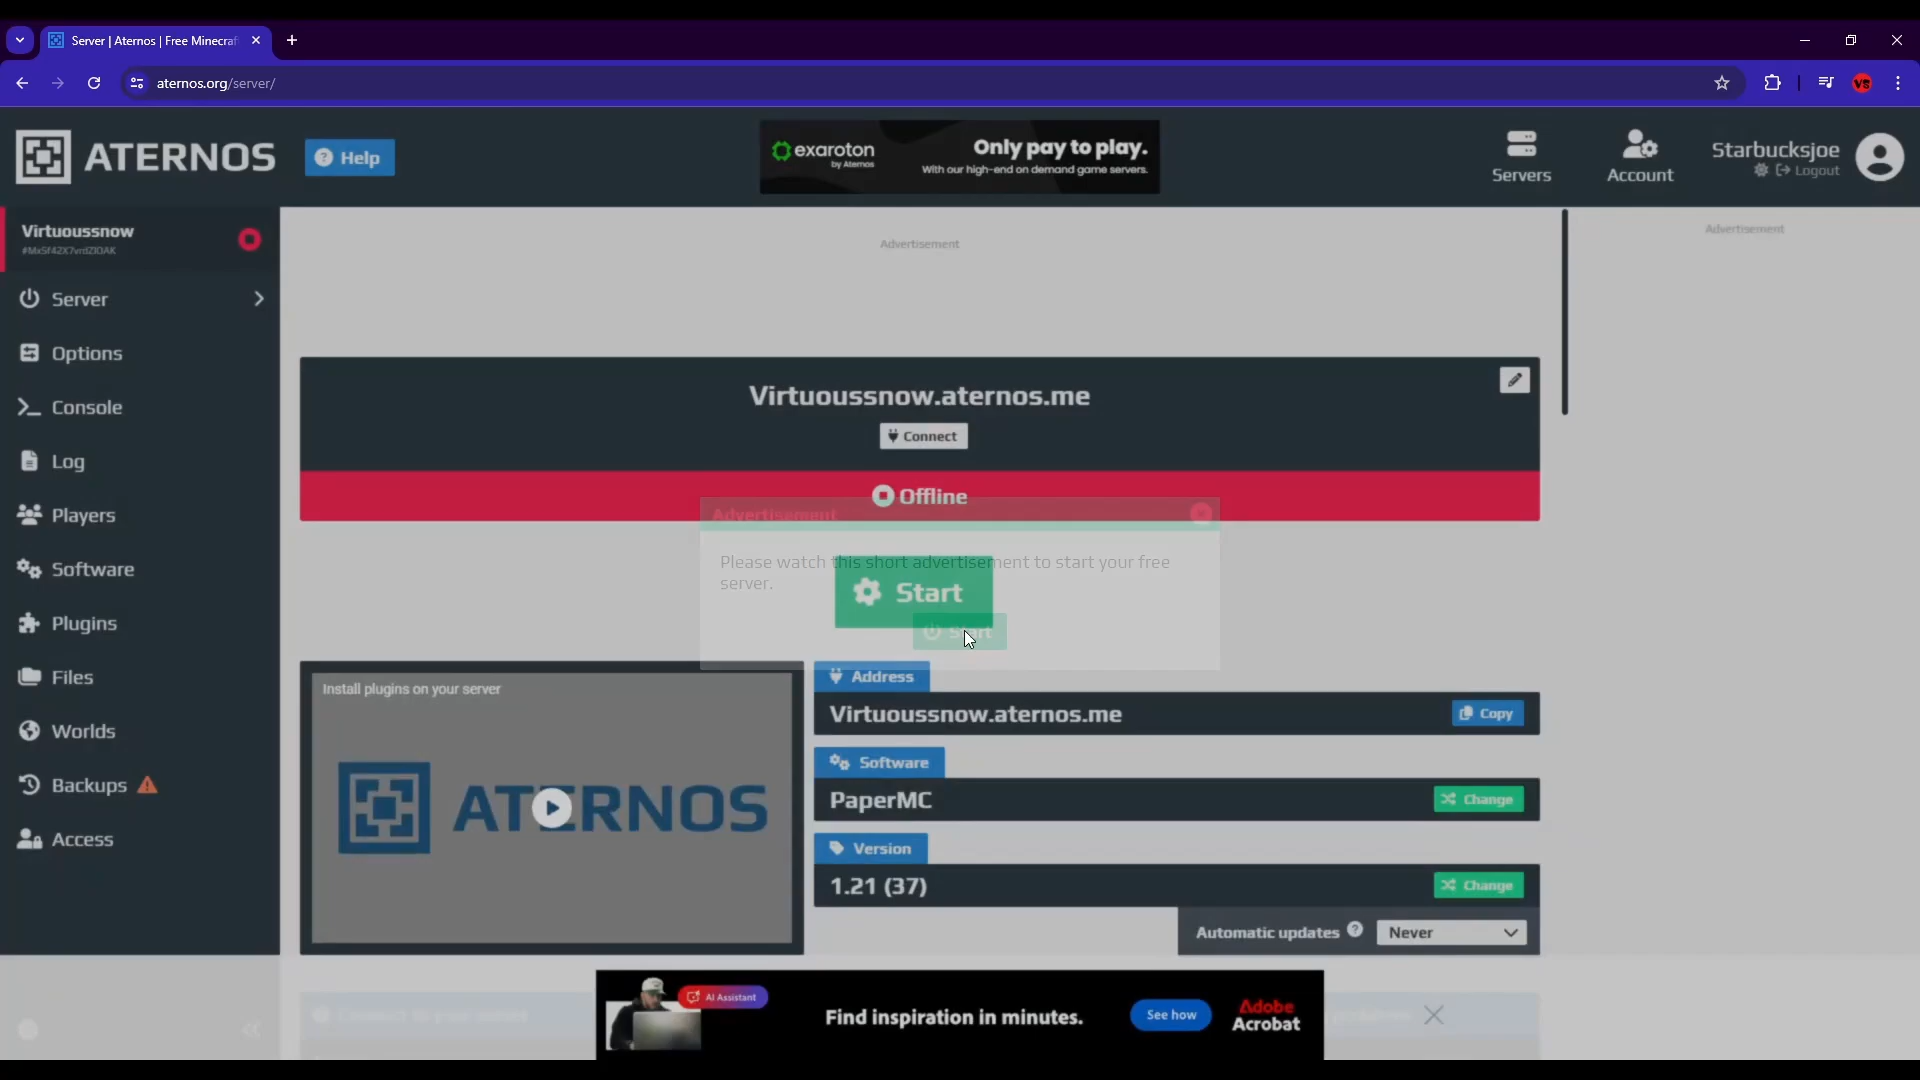 Server | Aternos | Free Minecraf
aternos.org/server/
VS
ATERNOS
Help
exaroton
by Aternos
Only pay to play.
With our high-end on demand game servers.
Servers
Account
Starbucksjoe
Logout
Virtuoussnow
Server
Options
Console
Log
Players
Software
Plugins
Files
Worlds
Backups
Access
Advertisement
Advertisement
Virtuoussnow.aternos.me
Connect
Offline
Advertisement
Please watch this short advertisement to start your free
server.
Start
Start
Install plugins on your server
ATERNOS
Address
Virtuoussnow.aternos.me
Copy
Software
PaperMC
Change
Version
1.21 (37)
Change
Automatic updates
Never
AI Assistant
Find inspiration in minutes.
See how
Adobe
Acrobat